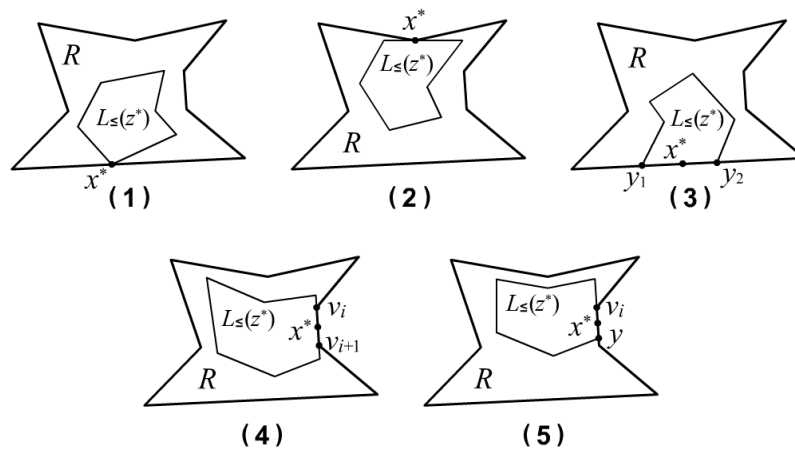 x*
R R
L≤(z*) L≤(z*) L≤(z*)
R
x* y₁ x* y₂
(1) (2) (3)
L≤(z*) vᵢ L≤(z*) vᵢ
x* x*
vᵢ₊₁ y
R R
(4) (5)